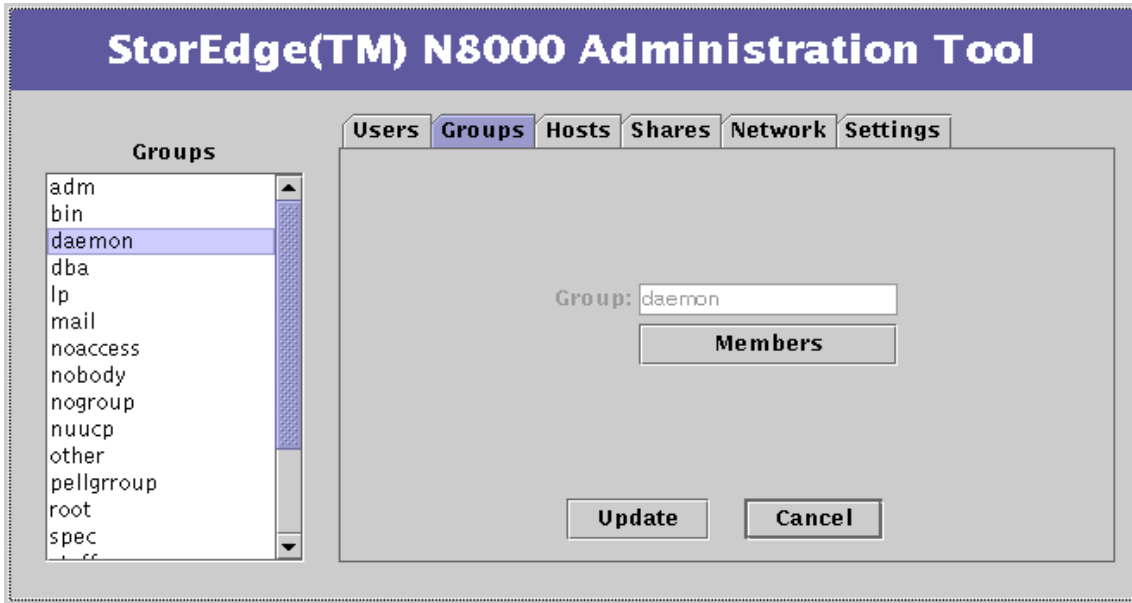 StorEdge(TM) N8000 Administration Tool
Users Groups Hosts Shares Network Settings
Groups
adm
bin
daemon
dba
lp
mail
noaccess
nobody
nogroup
nuucp
other
pellgrroup
root
spec
Group: daemon
Members
Update Cancel